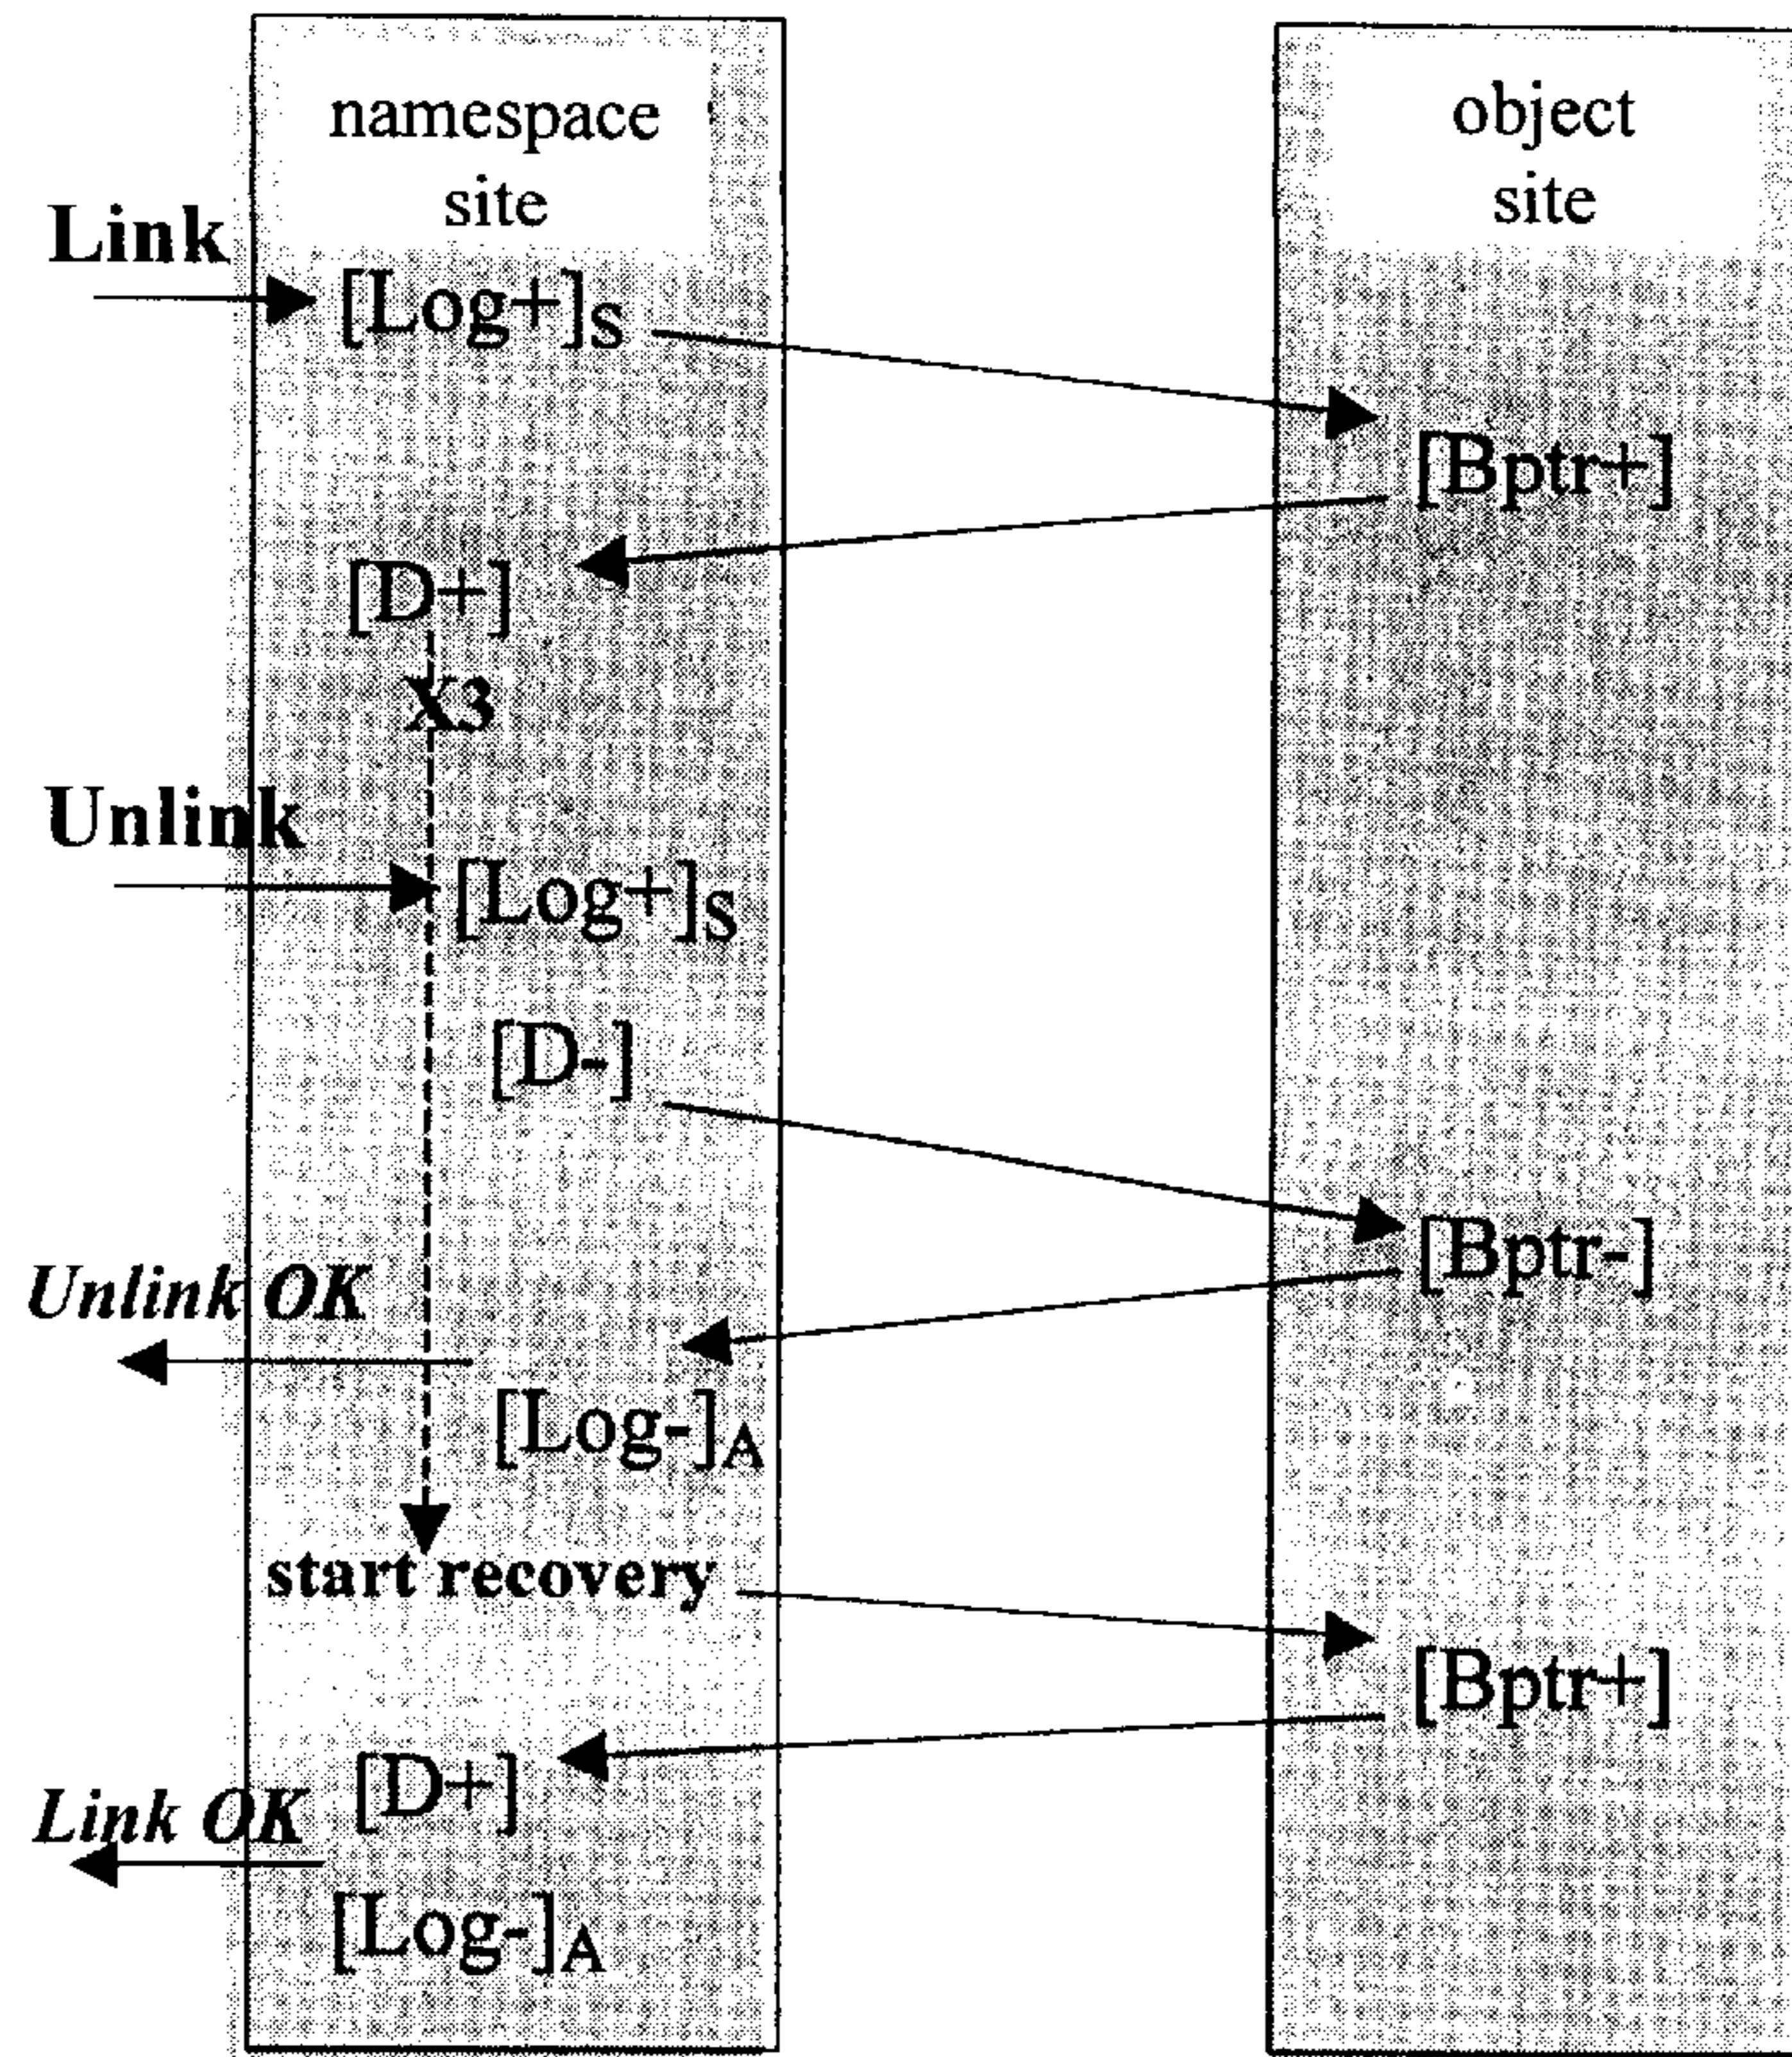 namespace
site
object
site
Link
[Log+]S
[Bptr+]
[D+]
X3
Unlink
[Log+]S
[D-]
[Bptr-]
Unlink OK
[Log-]A
start recovery
[Bptr+]
[D+]
Link OK
[Log-]A